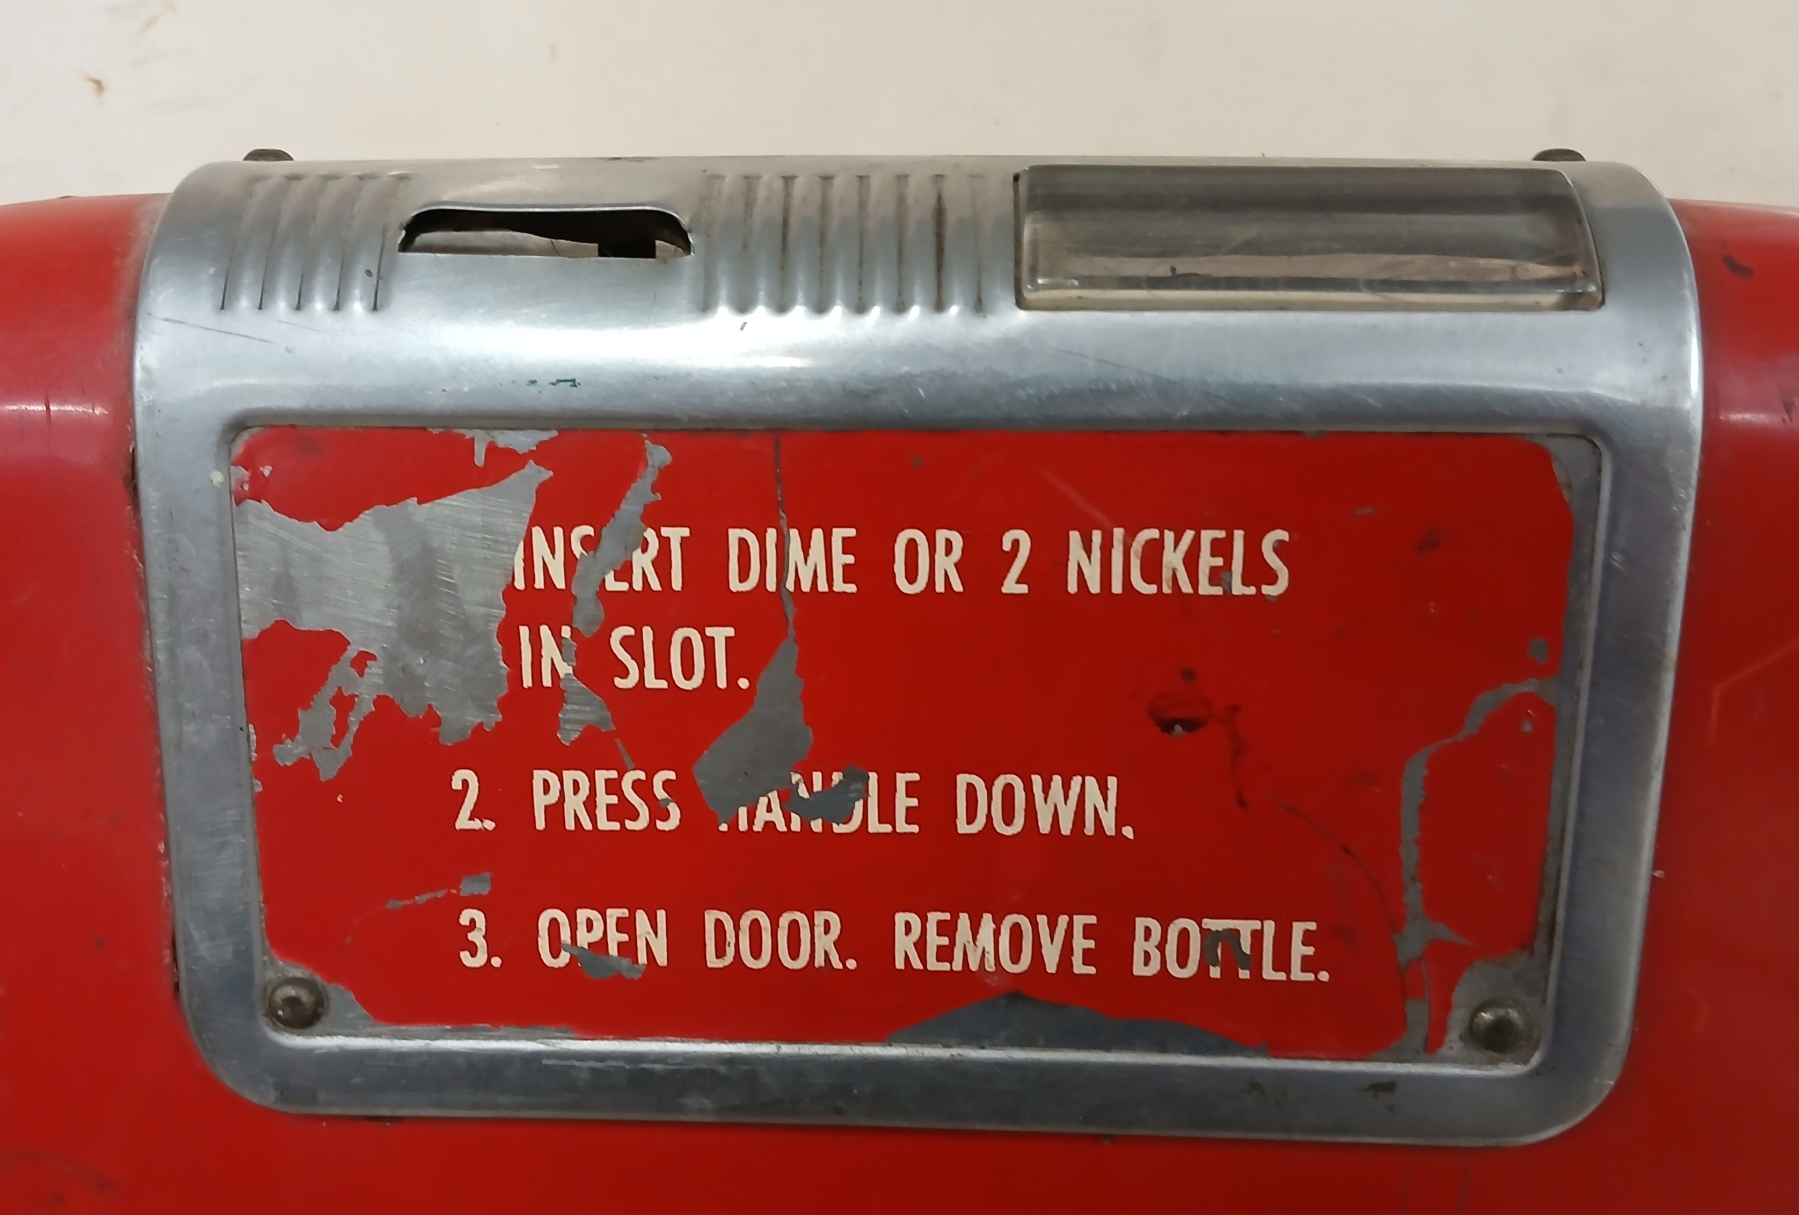 INSERT DIME OR 2 NICKELS
IN SLOT.
2. PRESS HANDLE DOWN.
3. OPEN DOOR. REMOVE BOTTLE.